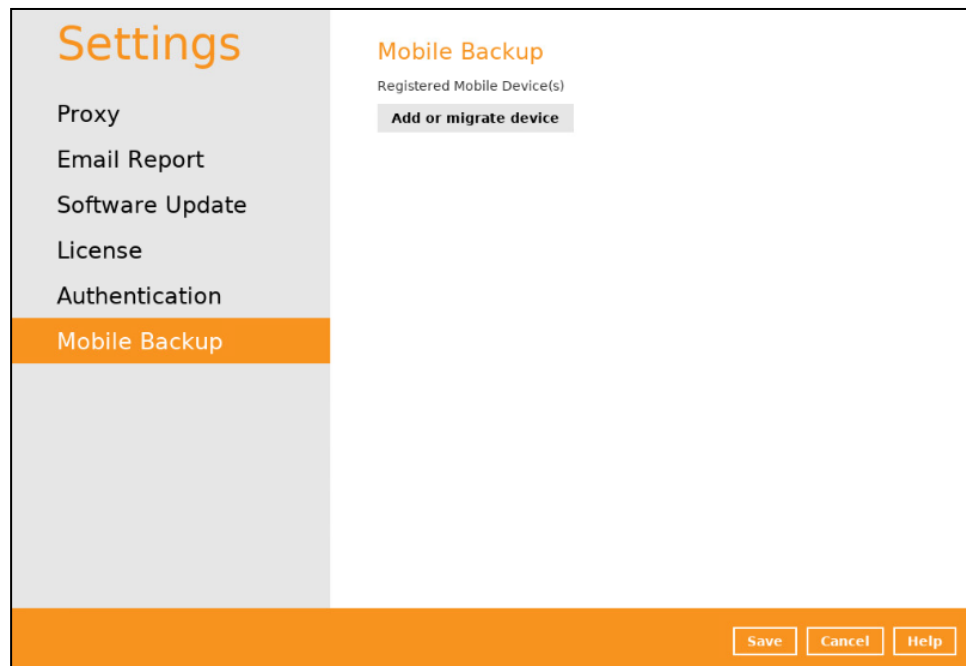 Settings
Proxy
Email Report
Software Update
License
Authentication
Mobile Backup
Mobile Backup
Registered Mobile Device(s)
Add or migrate device
Save
Cancel
Help